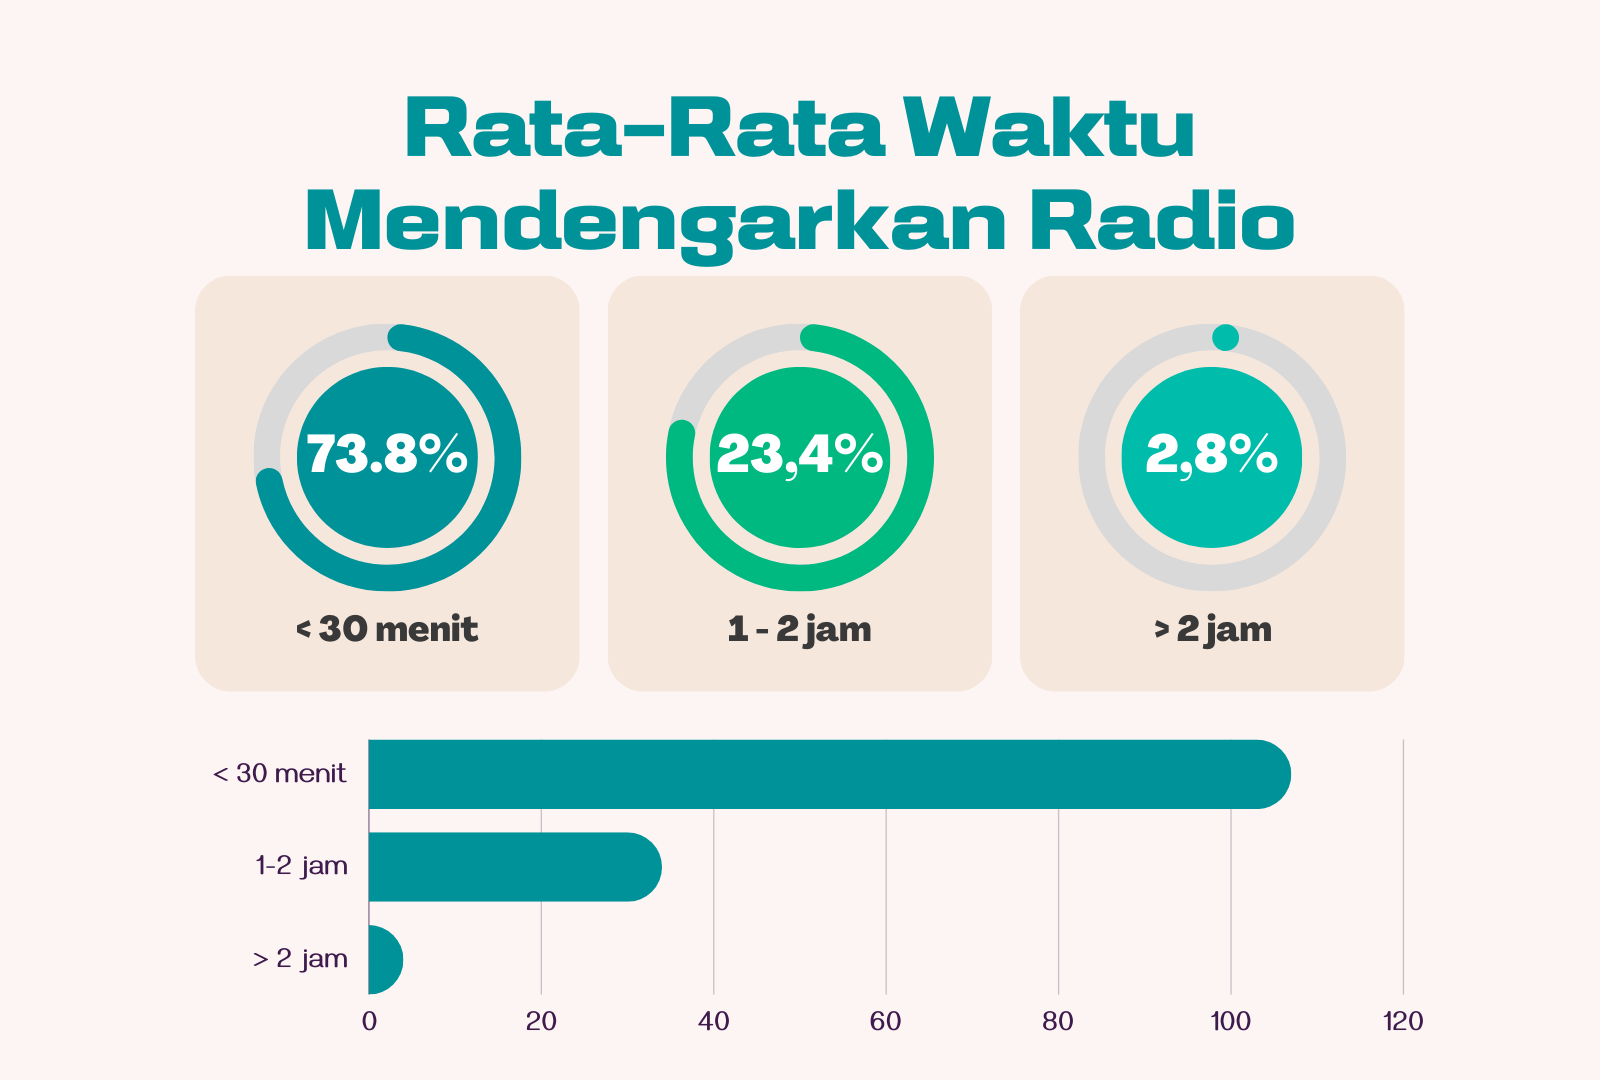 Rata-Rata Waktu
Mendengarkan Radio
73.8%
< 30 menit
23,4%
1 - 2 jam
2,8%
> 2 jam
< 30 menit
1-2 jam
> 2 jam
0 20 40 60 80 100 120